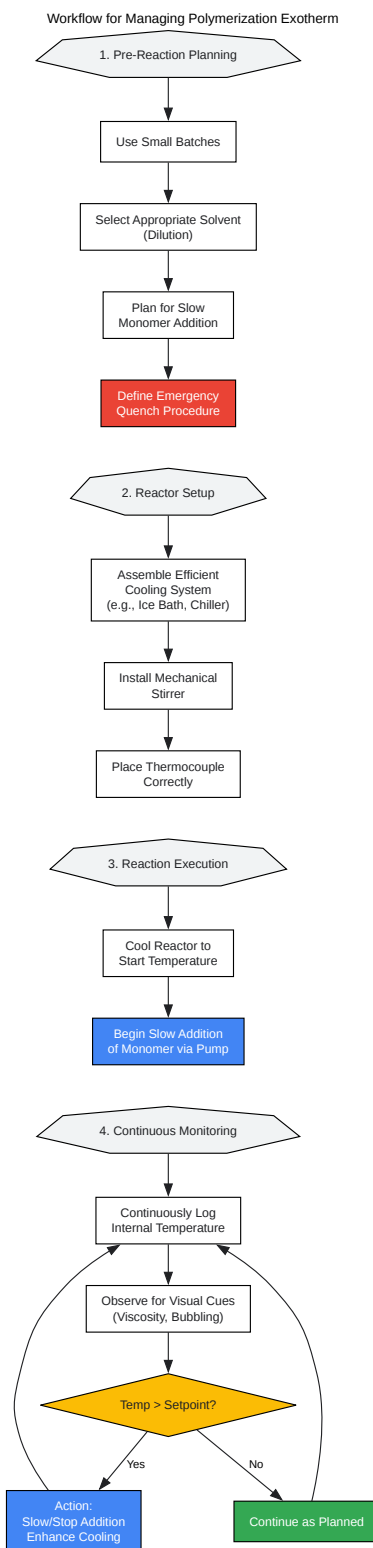 Workflow for Managing Polymerization Exotherm
1. Pre-Reaction Planning
Use Small Batches
Select Appropriate Solvent
(Dilution)
Plan for Slow
Monomer Addition
Define Emergency
Quench Procedure
2. Reactor Setup
Assemble Efficient
Cooling System
(e.g., Ice Bath, Chiller)
Install Mechanical
Stirrer
Place Thermocouple
Correctly
3. Reaction Execution
Cool Reactor to
Start Temperature
Begin Slow Addition
of Monomer via Pump
4. Continuous Monitoring
Continuously Log
Internal Temperature
Observe for Visual Cues
(Viscosity, Bubbling)
Temp > Setpoint?
Yes
No
Action:
Slow/Stop Addition
Enhance Cooling
Continue as Planned